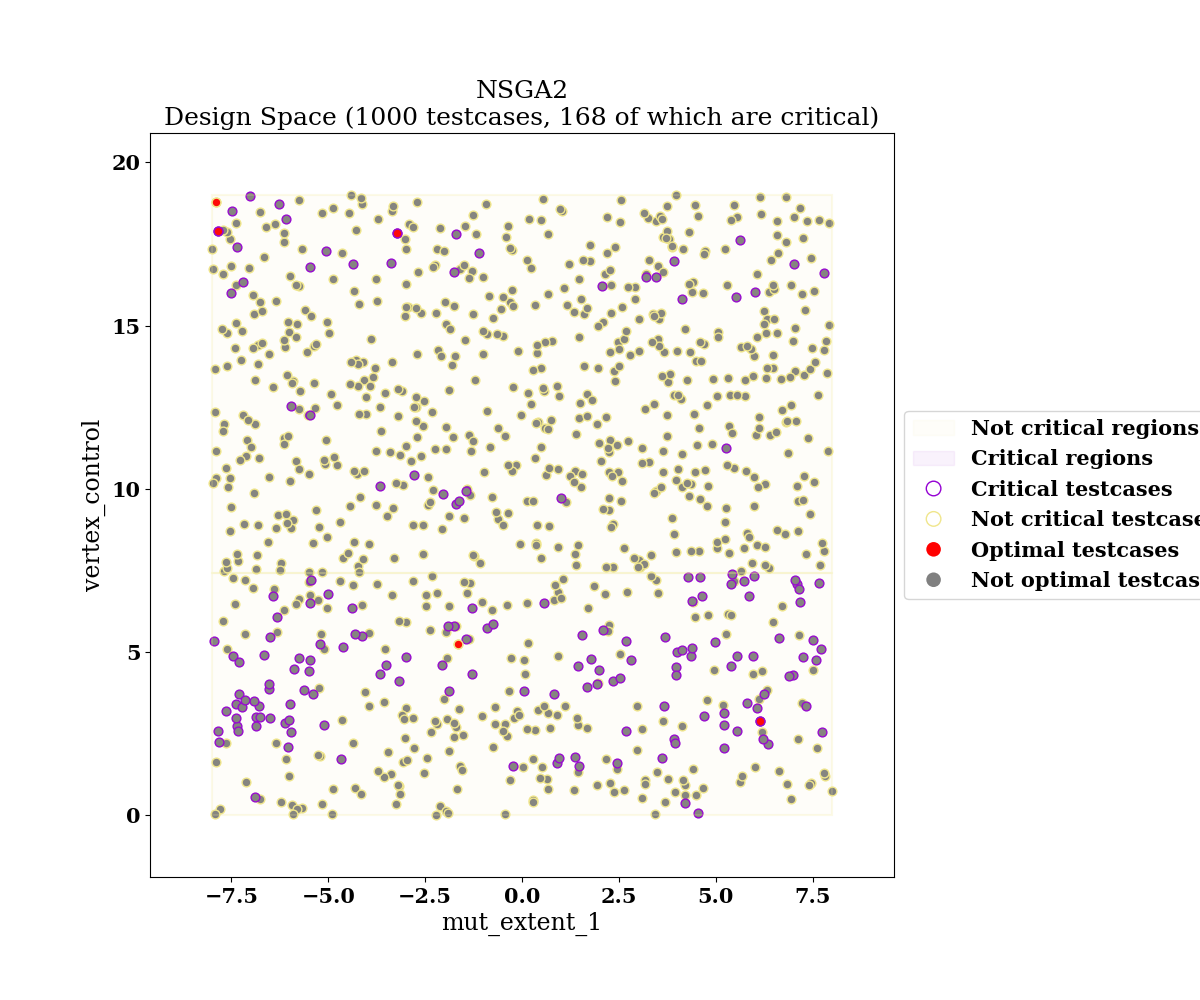 NSGA2
Design Space (1000 testcases, 168 of which are critical)
20
15
10
5
0
vertex_control
−7.5 −5.0 −2.5 0.0 2.5 5.0 7.5
mut_extent_1
Not critical regions
Critical regions
Critical testcases
Not critical testcase
Optimal testcases
Not optimal testcas